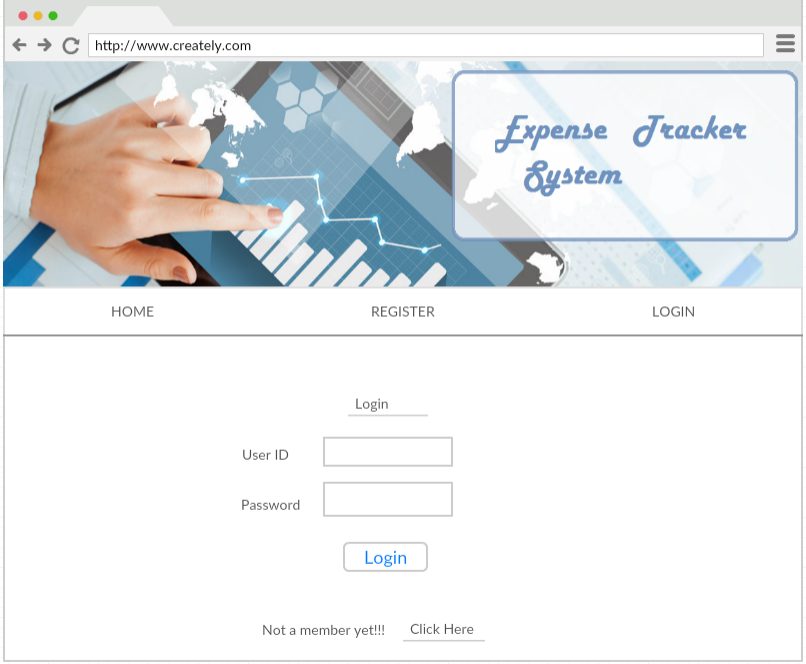 http://www.creately.com
Expense Tracker
System
HOME REGISTER LOGIN
Login
User ID
Password
Login
Not a member yet!!! Click Here